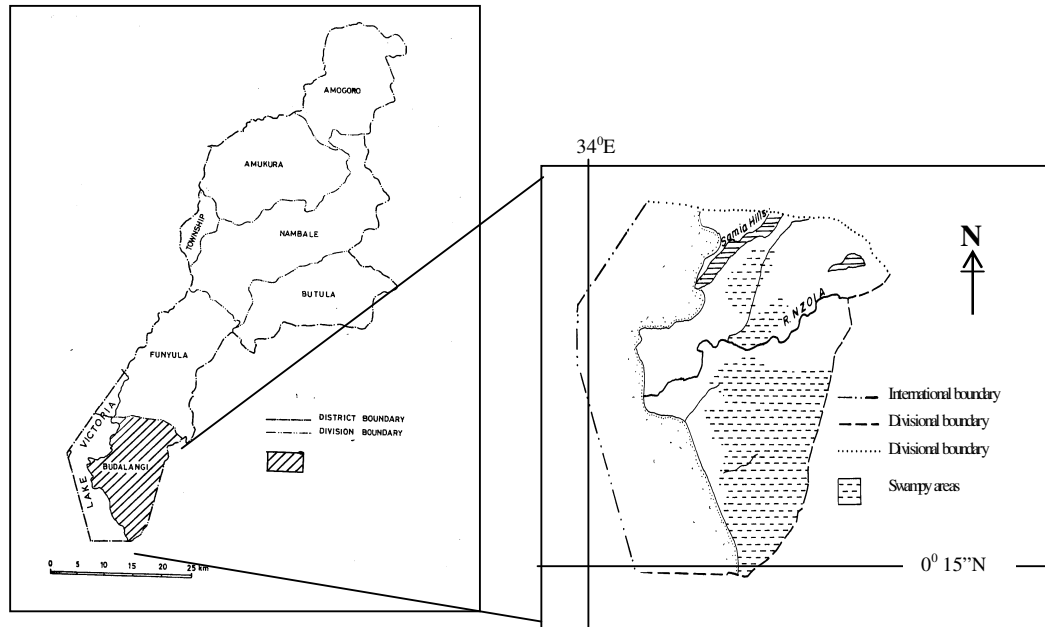 AMOGORO
AMUKURA
TOWNSHIP
NAMBALE
BUTULA
FUNYULA
LAKE VICTORIA
BUDALANGI
DISTRICT BOUNDARY
DIVISION BOUNDARY
0 5 10 15 20 25 km
34⁰E
Samia Hills
N
R. NZOLA
International boundary
Divisional boundary
Divisional boundary
Swampy areas
0⁰ 15”N